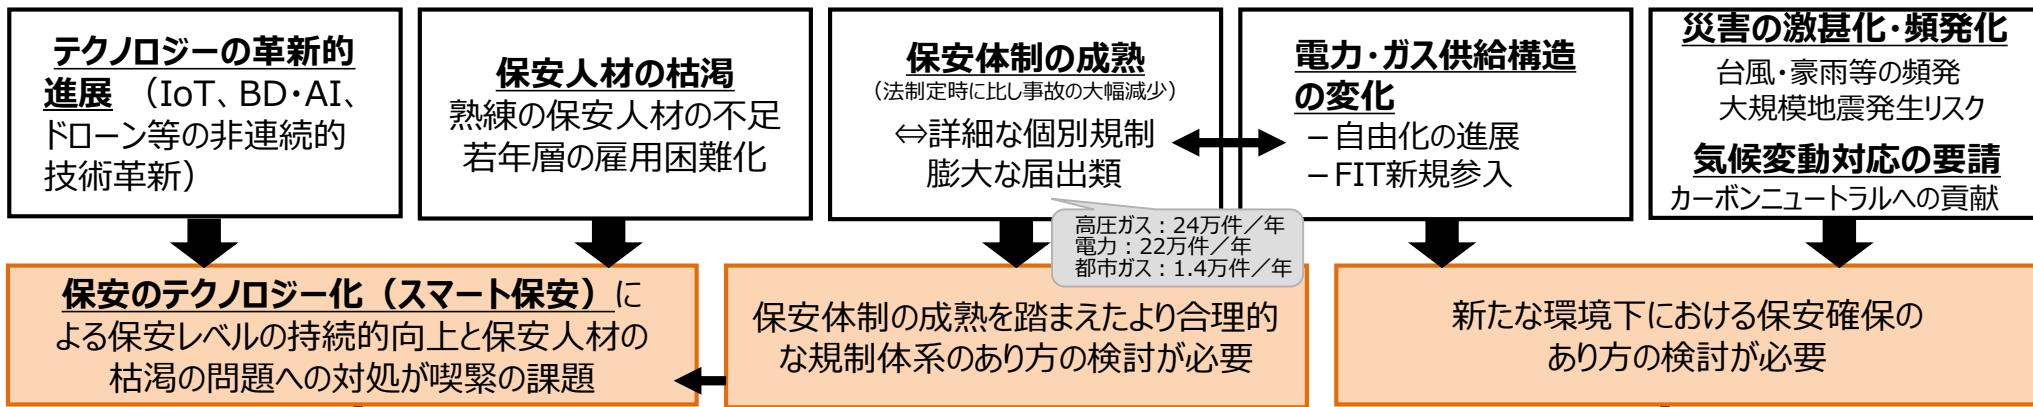 テクノロジーの革新的
進展 （IoT、BD・AI、
ドローン等の非連続的
技術革新）
保安人材の枯渇
熟練の保安人材の不足
若年層の雇用困難化
保安体制の成熟
（法制定時に比し事故の大幅減少）
⇔詳細な個別規制
膨大な届出類
電力・ガス供給構造
の変化
－自由化の進展
－FIT新規参入
災害の激甚化・頻発化
台風・豪雨等の頻発
大規模地震発生リスク
気候変動対応の要請
カーボンニュートラルへの貢献
高圧ガス：24万件／年
電力：22万件／年
都市ガス：1.4万件／年
保安のテクノロジー化（スマート保安）に
よる保安レベルの持続的向上と保安人材の
枯渇の問題への対処が喫緊の課題
保安体制の成熟を踏まえたより合理的
な規制体系のあり方の検討が必要
新たな環境下における保安確保の
あり方の検討が必要